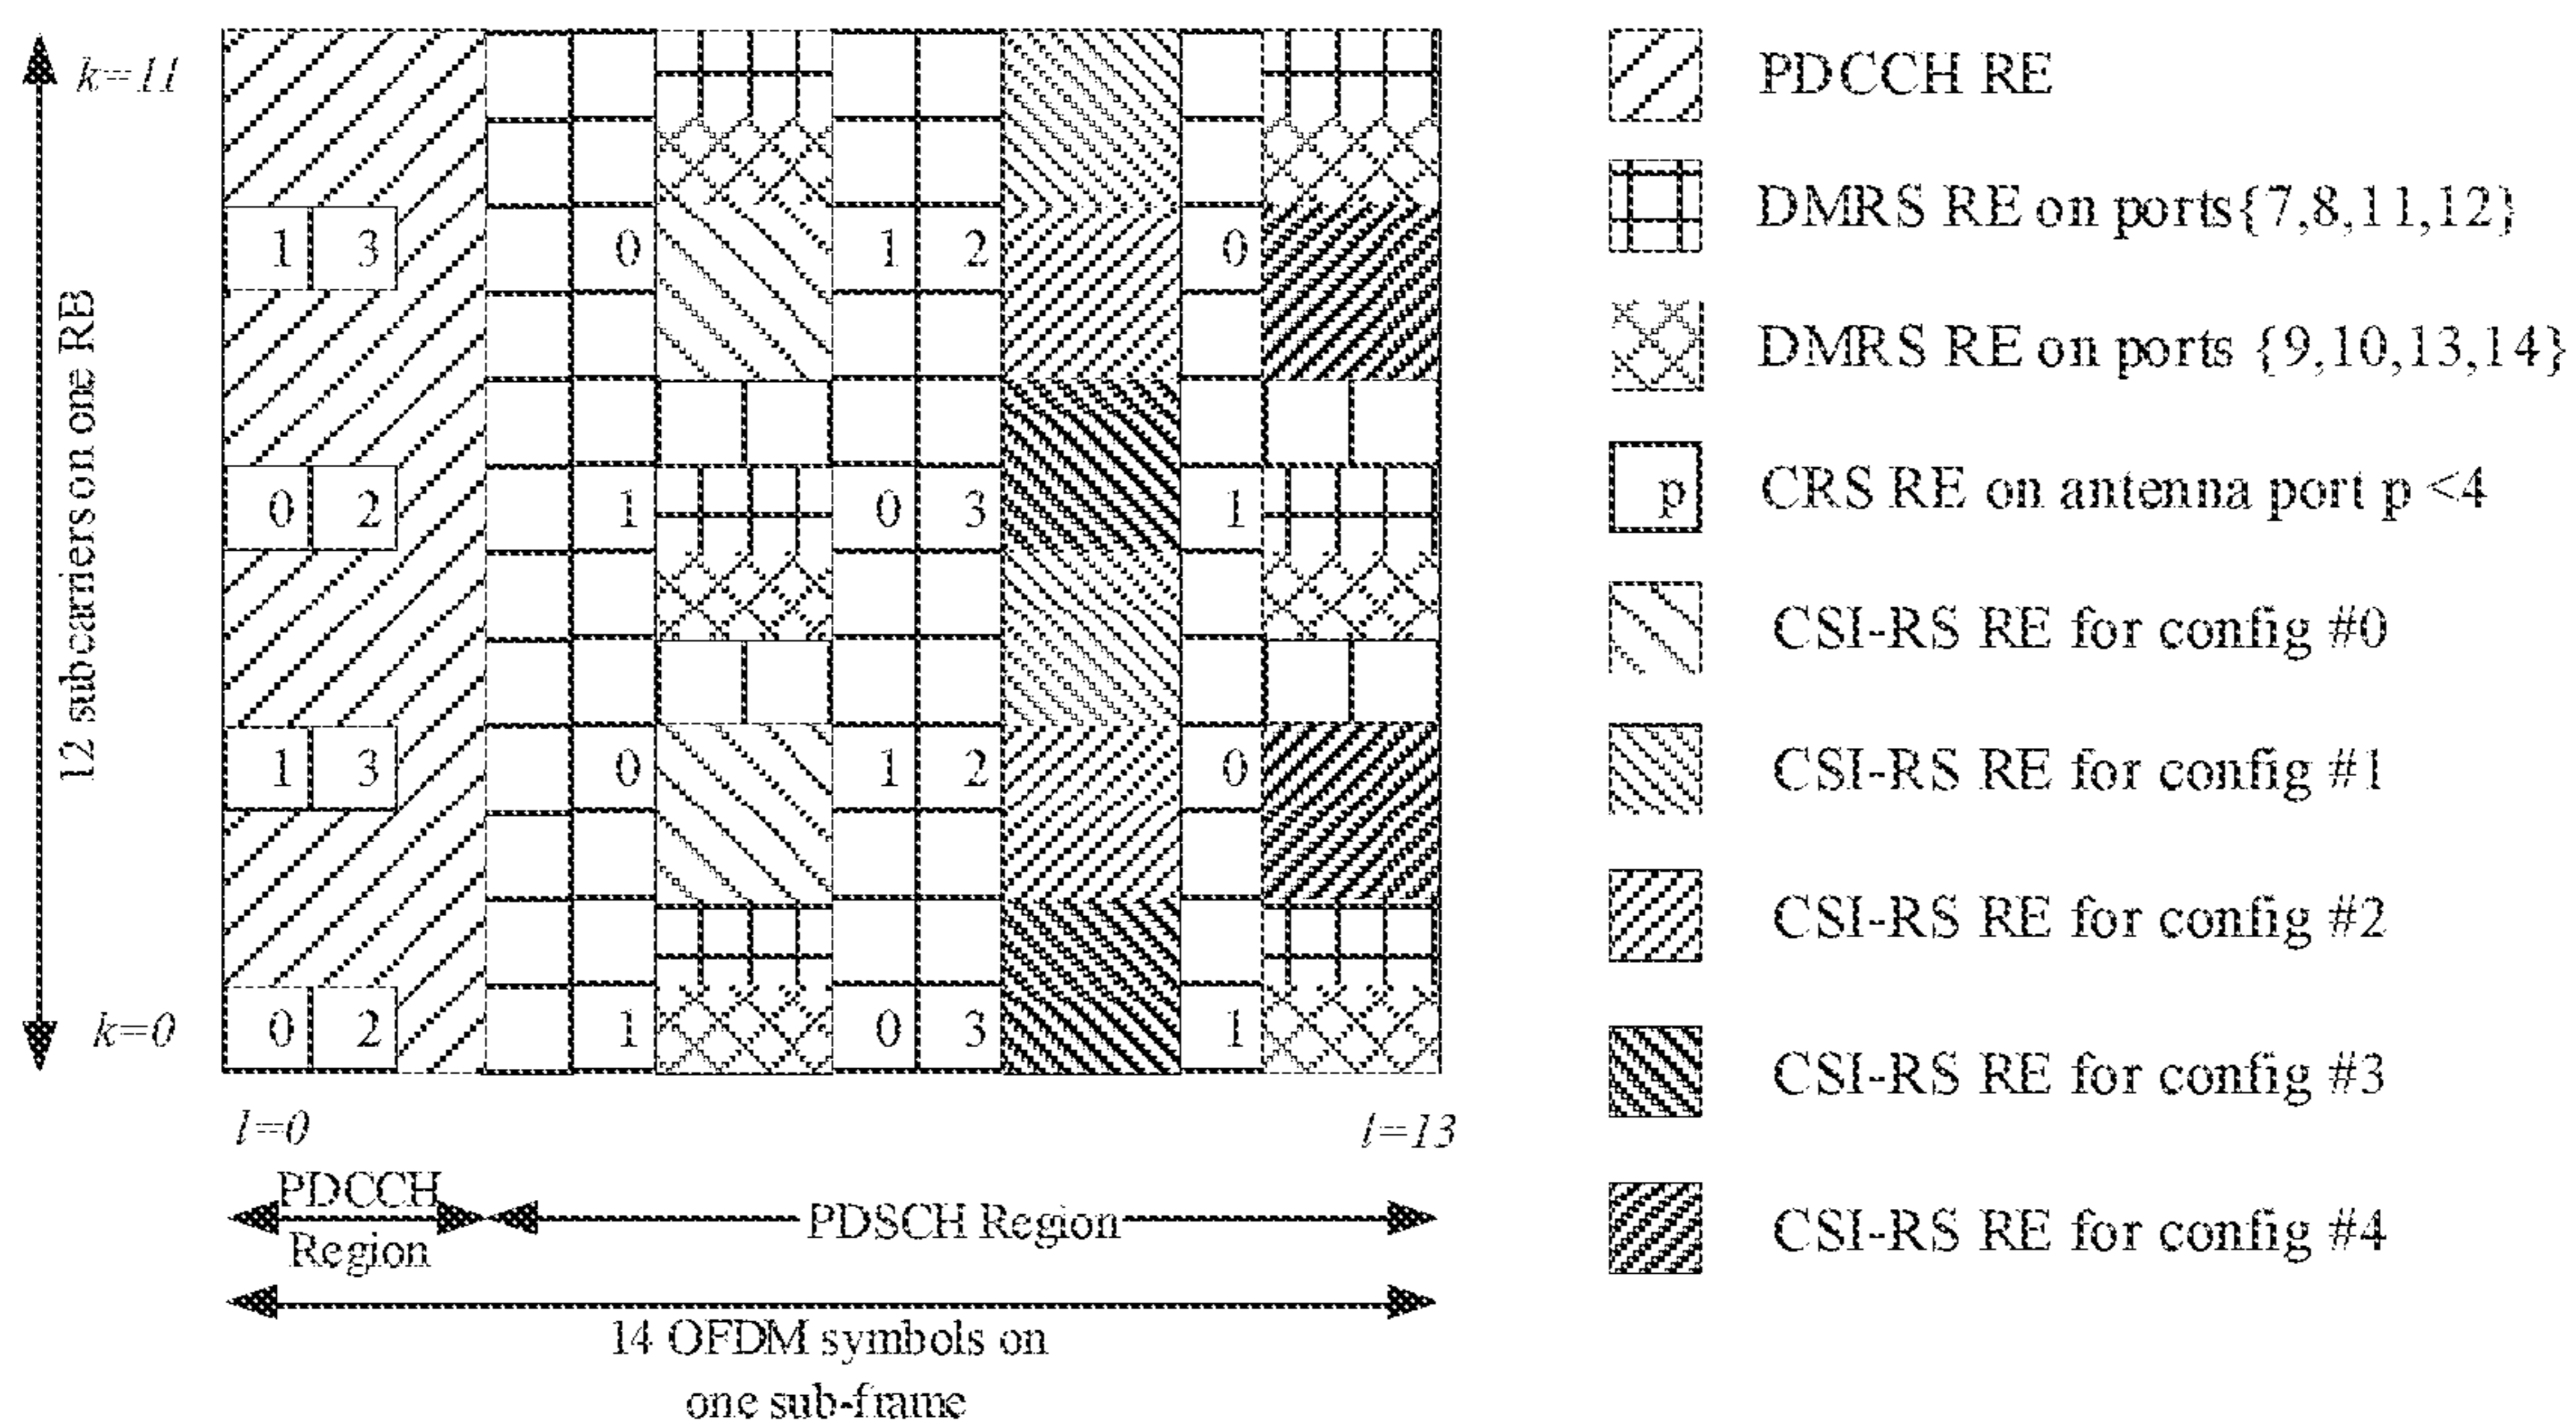 k=11
12 subcarriers on one RB
k=0
1 3 0 1 2 0
0 2 1 0 3 1
1 3 0 1 2 0
0 2 1 0 3 1
l=0
l=13
PDCCH
Region
PDSCH Region
14 OFDM symbols on
one sub-frame
PDCCH RE
DMRS RE on ports{7,8,11,12}
DMRS RE on ports {9,10,13,14}
p CRS RE on antenna port p <4
CSI-RS RE for config #0
CSI-RS RE for config #1
CSI-RS RE for config #2
CSI-RS RE for config #3
CSI-RS RE for config #4